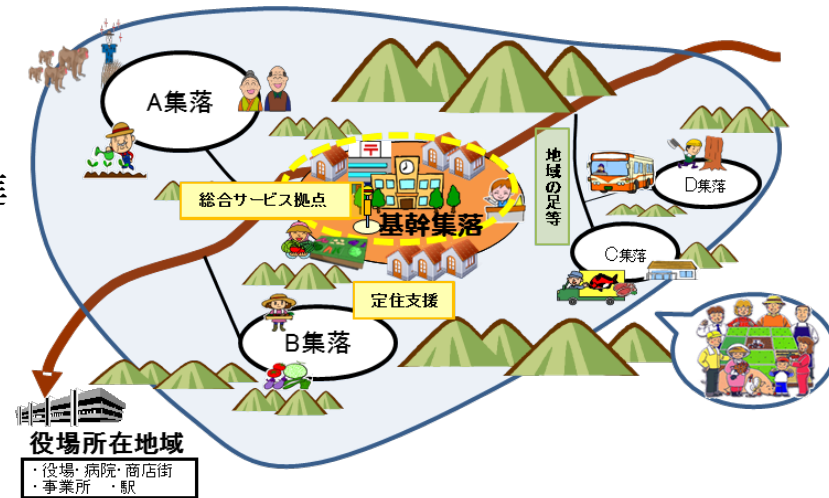 A集落
〒
総合サービス拠点
基幹集落
地域の足等
D集落
C集落
定住支援
B集落
役場所在地域
・役場・病院・商店街
・事業所 ・駅